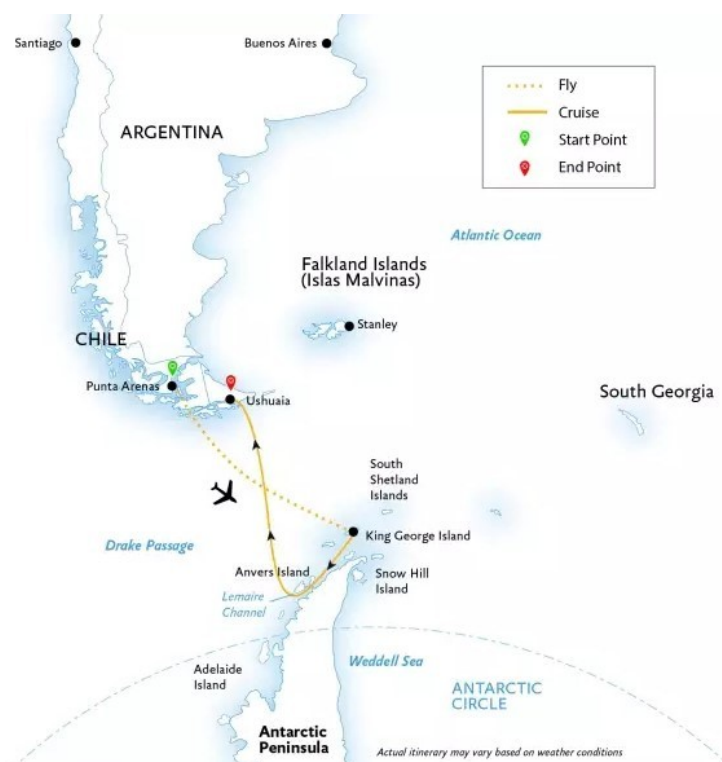 Santiago
Buenos Aires
Fly
Cruise
Start Point
End Point
ARGENTINA
Atlantic Ocean
Falkland Islands
(Islas Malvinas)
Stanley
CHILE
Punta Arenas
Ushuaia
South Georgia
South
Shetland
Islands
King George Island
Drake Passage
Anvers Island
Snow Hill
Island
Lemaire
Channel
Adelaide
Island
Weddell Sea
ANTARCTIC
CIRCLE
Antarctic
Peninsula
Actual itinerary may vary based on weather conditions